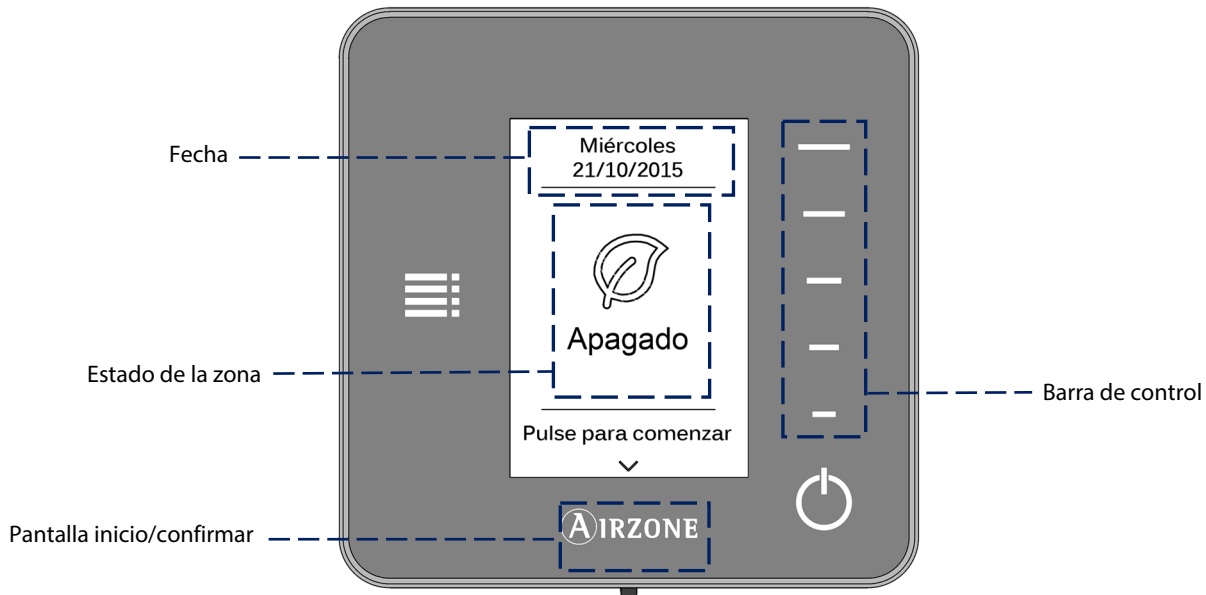 Fecha
Miércoles
21/10/2015
Estado de la zona
Apagado
Barra de control
Pulse para comenzar
Pantalla inicio/confirmar
AIRZONE